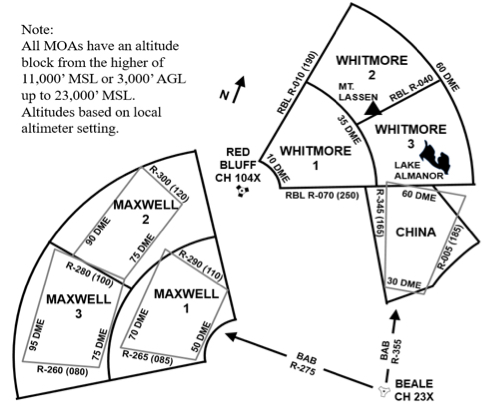 Note:
All MOAs have an altitude
block from the higher of
11,000' MSL or 3,000' AGL
up to 23,000' MSL.
Altitudes based on local
altimeter setting.
N
RBL R-010 (190)
WHITMORE
2
60 DME
MT.
LASSEN
RBL R-040
35 DME
WHITMORE
3
LAKE
ALMANOR
WHITMORE
1
10 DME
RED
BLUFF
CH 104X
RBL R-070 (250)
R-345 (165)
60 DME
CHINA
R-005 (185)
30 DME
R-300 (120)
MAXWELL
2
90 DME
75 DME
R-280 (100)
MAXWELL
3
95 DME
75 DME
R-260 (080)
R-290 (110)
MAXWELL
1
70 DME
50 DME
R-265 (085)
BAB
R-275
BAB
R-355
BEALE
CH 23X